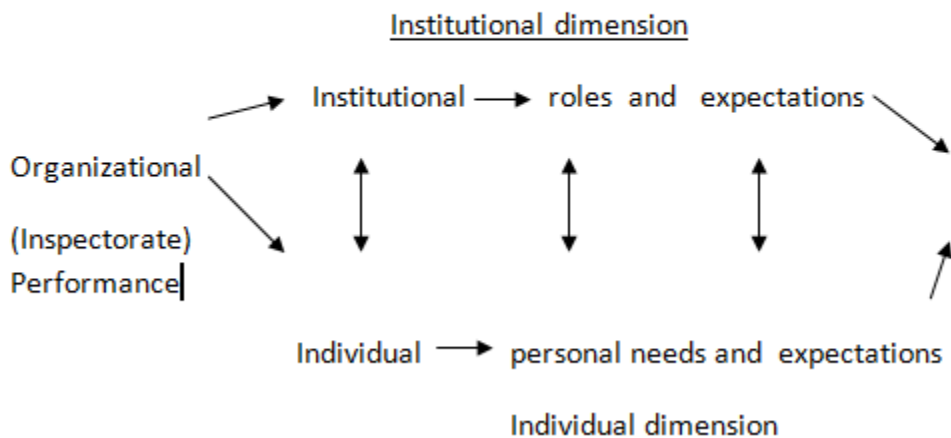 Institutional dimension
Institutional roles and expectations
Organizational
(Inspectorate)
Performance
Individual personal needs and expectations
Individual dimension